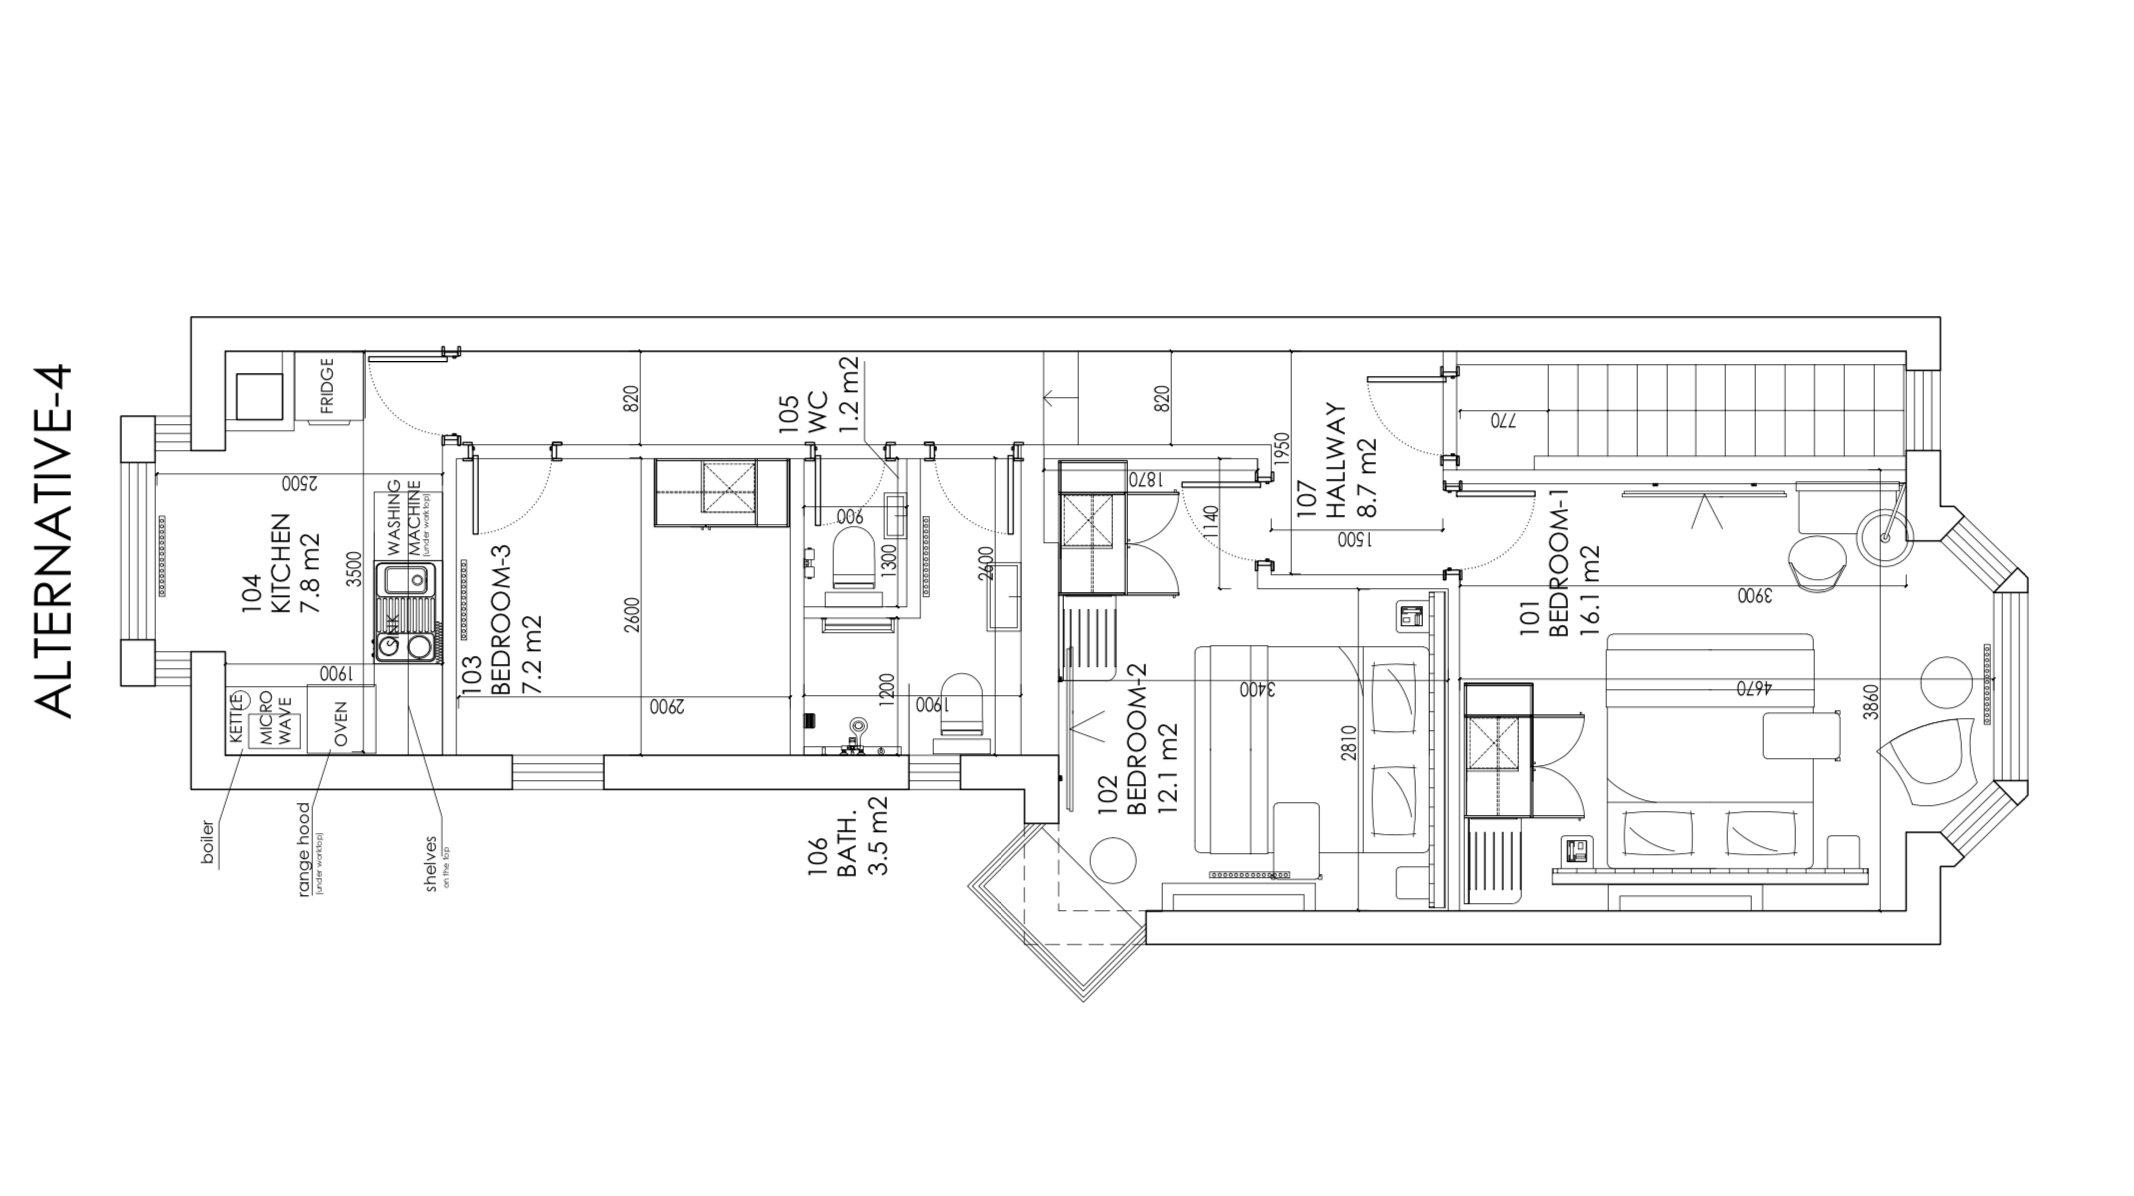 ALTERNATIVE-4
104
KITCHEN
7.8 m2
FRIDGE
WASHING
MACHINE
(under worktop)
SINK
KETTLE
MICRO
WAVE
OVEN
boiler
range hood
(under worktop)
shelves
on the top
2500
3500
1900
103
BEDROOM-3
7.2 m2
820
2600
2900
105
WC
1.2 m2
900
1300
1200
2600
1900
106
BATH.
3.5 m2
820
1870
1140
1950
1500
107
HALLWAY
8.7 m2
770
102
BEDROOM-2
12.1 m2
3400
2810
101
BEDROOM-1
16.1 m2
3900
4670
3860